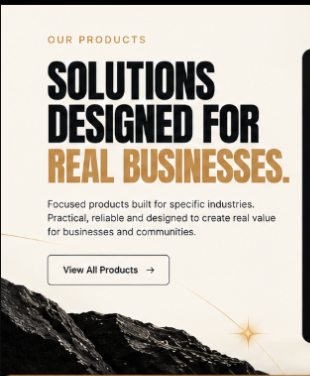 OUR PRODUCTS
SOLUTIONS
DESIGNED FOR
REAL BUSINESSES.
Focused products built for specific industries.
Practical, reliable and designed to create real value
for businesses and communities.
View All Products →